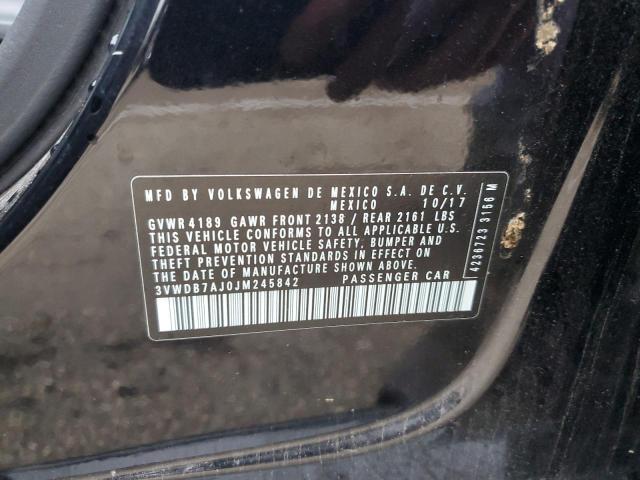 MFD BY VOLKSWAGEN DE MEXICO S.A. DE C.V.
MEXICO 10/17
GVWR 4189 GAWR FRONT 2138 / REAR 2161 LBS
THIS VEHICLE CONFORMS TO ALL APPLICABLE U.S.
FEDERAL MOTOR VEHICLE SAFETY, BUMPER AND
THEFT PREVENTION STANDARDS IN EFFECT ON
THE DATE OF MANUFACTURE SHOWN ABOVE.
3VWDB7AJ0JM245842 PASSENGER CAR
4236723 3156 M